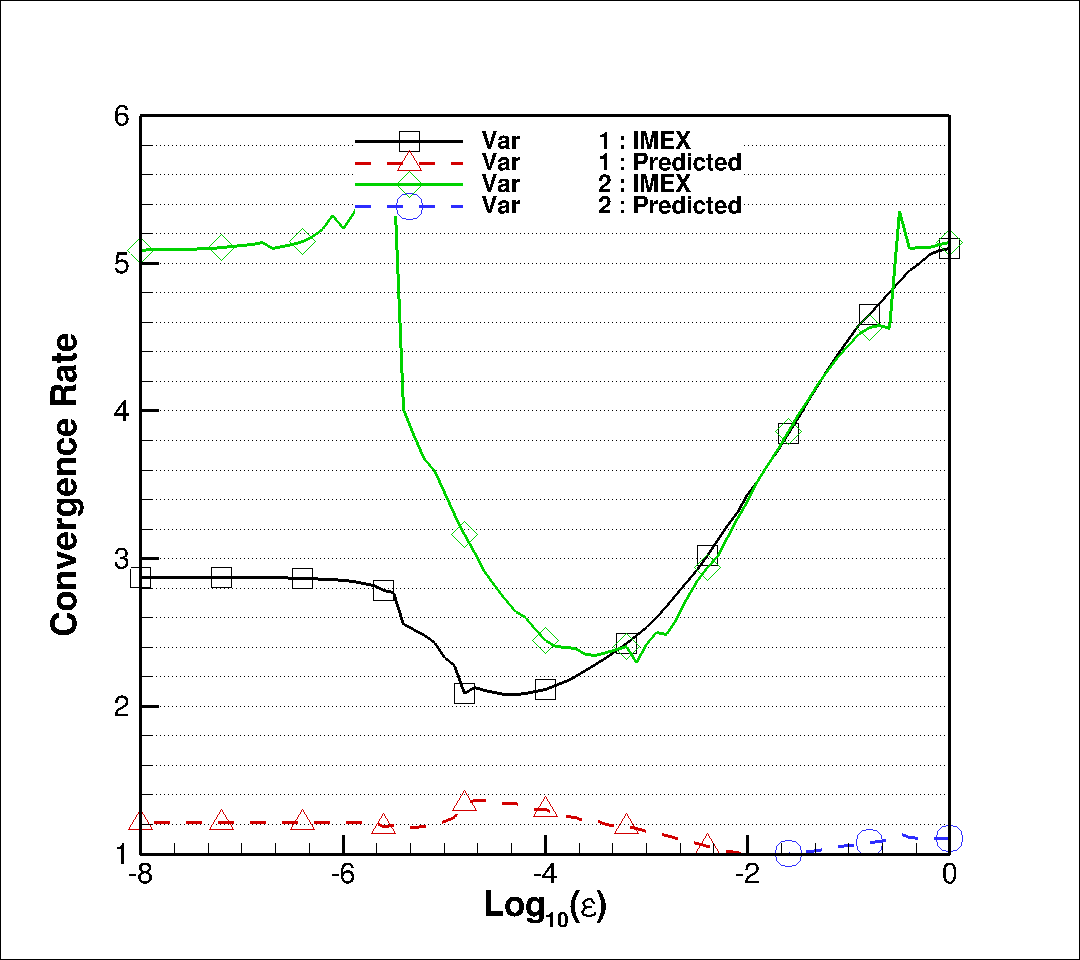 Var 1 : IMEX
Var 1 : Predicted
Var 2 : IMEX
Var 2 : Predicted
6
5
4
3
2
1
Convergence Rate
-8 -6 -4 -2 0
Log10(ε)